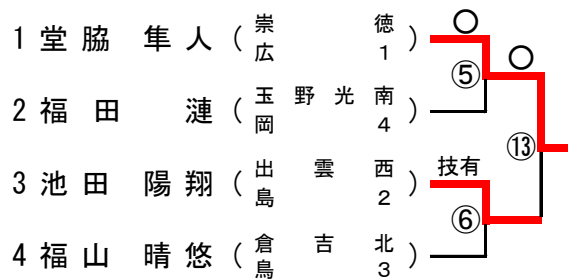 1 堂脇 隼人 (崇徳 広1) ○
⑤ ○
2 福田 漣 (玉野光南 岡4)
⑬
3 池田 陽翔 (出雲西 島2) 技有
⑥
4 福山 晴悠 (倉吉北 鳥3)